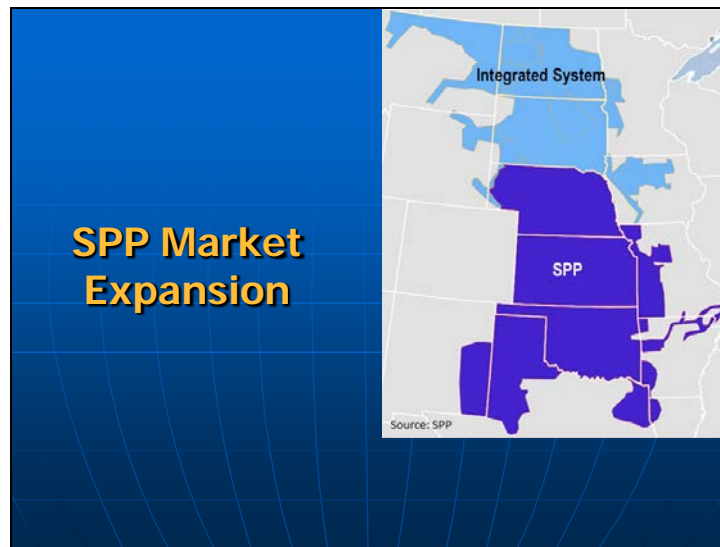 SPP Market
Expansion
Integrated System
SPP
Source: SPP